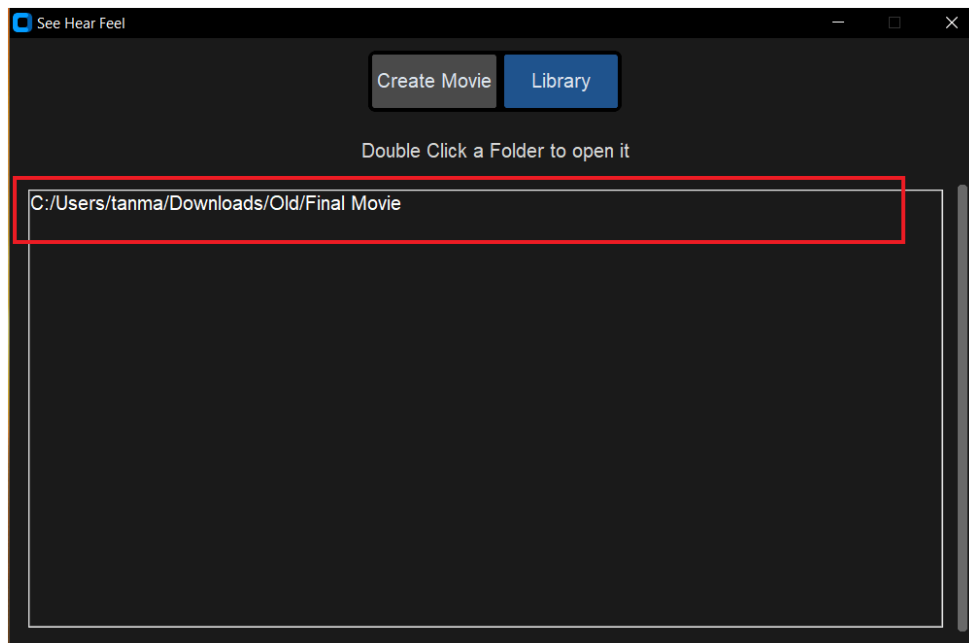 See Hear Feel
Create Movie Library
Double Click a Folder to open it
C:/Users/tanma/Downloads/Old/Final Movie